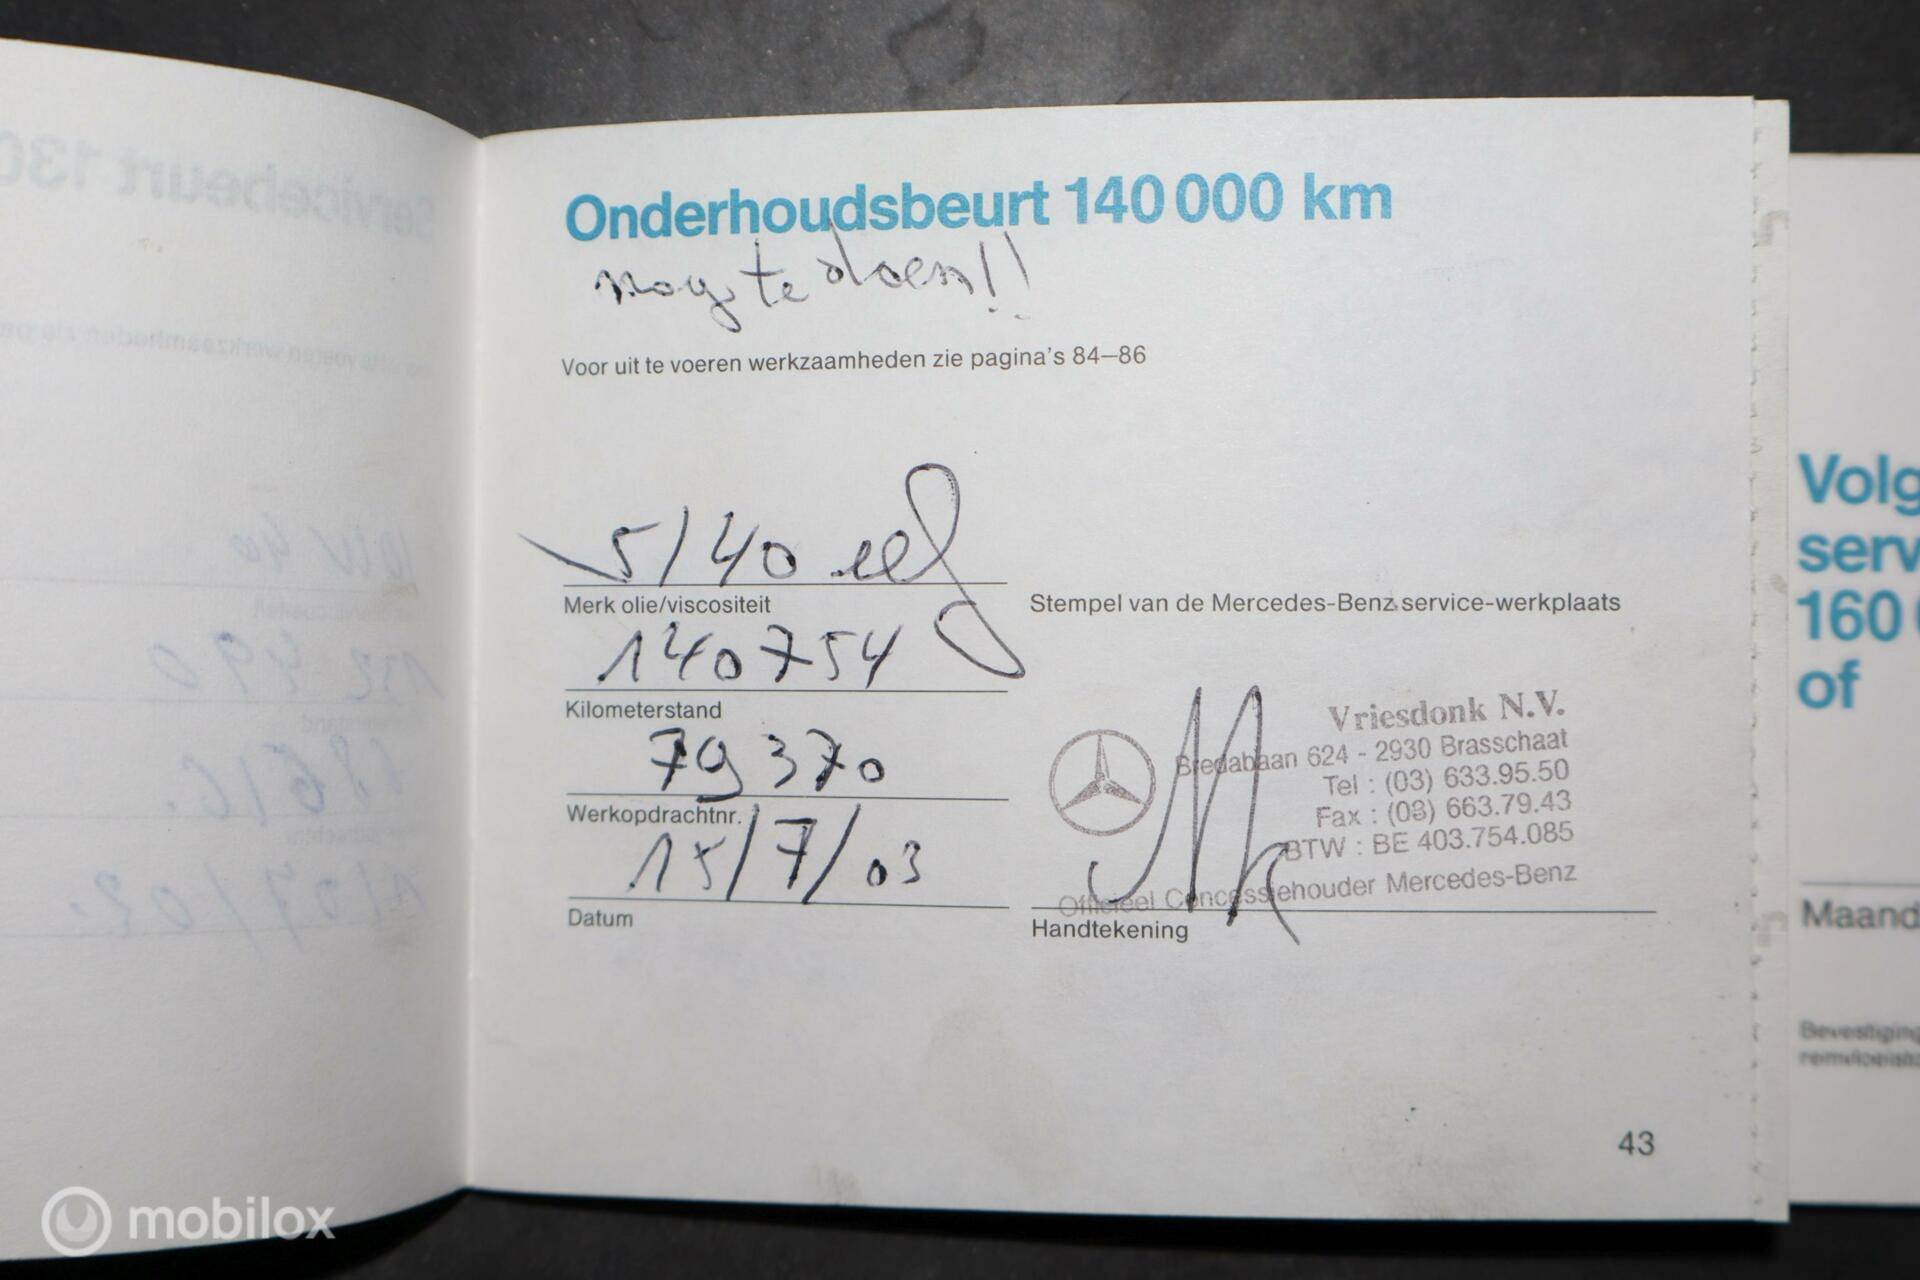 Servicebeurt 130
Onderhoudsbeurt 140 000 km
nog te doen!!
Voor uit te voeren werkzaamheden zie pagina's 84–86
5/40
Merk olie/viscositeit
140754
Kilometerstand
79370
Werkopdrachtnr.
15/7/03
Datum
Stempel van de Mercedes-Benz service-werkplaats
Vriesdonk N.V.
Bredabaan 624 - 2930 Brasschaat
Tel : (03) 633.95.50
Fax : (03) 663.79.43
BTW : BE 403.754.085
Officieel Concessiehouder Mercedes-Benz
Handtekening
43
Volg
serv
160
of
Maand
Bevestiging
mobilox